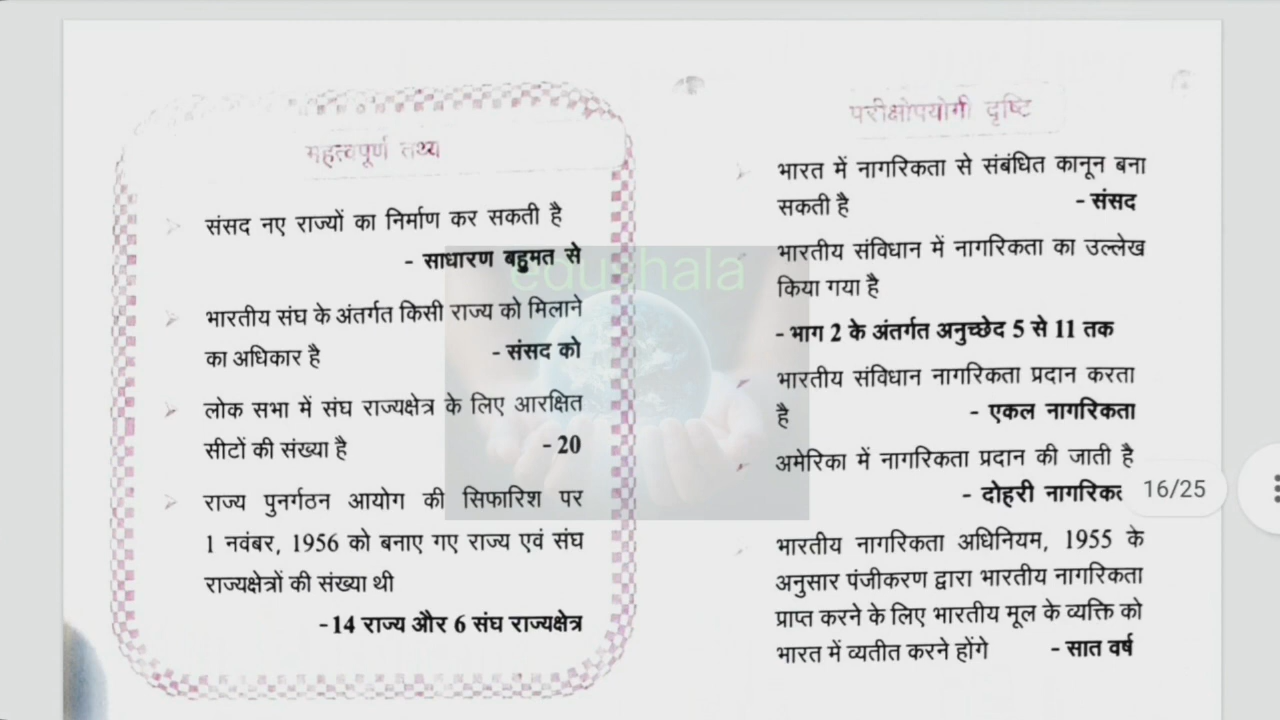 महत्वपूर्ण तथ्य
संसद नए राज्यों का निर्माण कर सकती है
- साधारण बहुमत से
भारतीय संघ के अंतर्गत किसी राज्य को मिलाने
का अधिकार है - संसद को
लोक सभा में संघ राज्यक्षेत्र के लिए आरक्षित
सीटों की संख्या है - 20
राज्य पुनर्गठन आयोग की सिफारिश पर
1 नवंबर, 1956 को बनाए गए राज्य एवं संघ
राज्यक्षेत्रों की संख्या थी
-14 राज्य और 6 संघ राज्यक्षेत्र
परीक्षोपयोगी दृष्टि
भारत में नागरिकता से संबंधित कानून बना
सकती है - संसद
भारतीय संविधान में नागरिकता का उल्लेख
किया गया है
- भाग 2 के अंतर्गत अनुच्छेद 5 से 11 तक
भारतीय संविधान नागरिकता प्रदान करता
है - एकल नागरिकता
अमेरिका में नागरिकता प्रदान की जाती है
- दोहरी
भारतीय नागरिकता अधिनियम, 1955 के
अनुसार पंजीकरण द्वारा भारतीय नागरिकता
प्राप्त करने के लिए भारतीय मूल के व्यक्ति को
भारत में व्यतीत करने होंगे - सात वर्ष
16/25